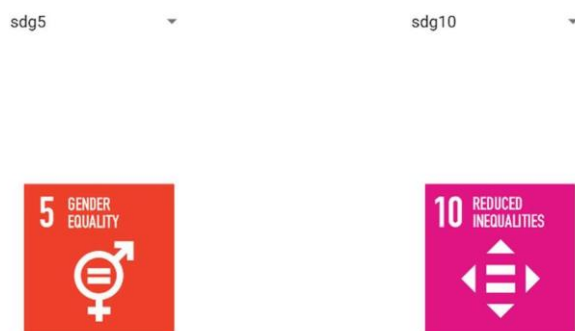 sdg5
sdg10
5 GENDER
EQUALITY
10 REDUCED
INEQUALITIES